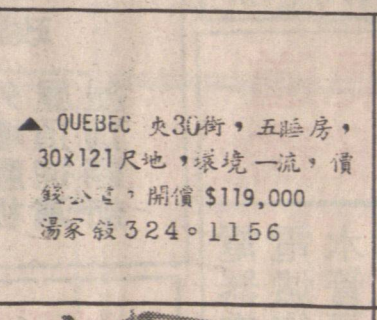 ▲ QUEBEC 夾30街，五睡房，
30x121尺地，環境一流，價
錢公道，開價 $119,000
湯家敍 324。1156